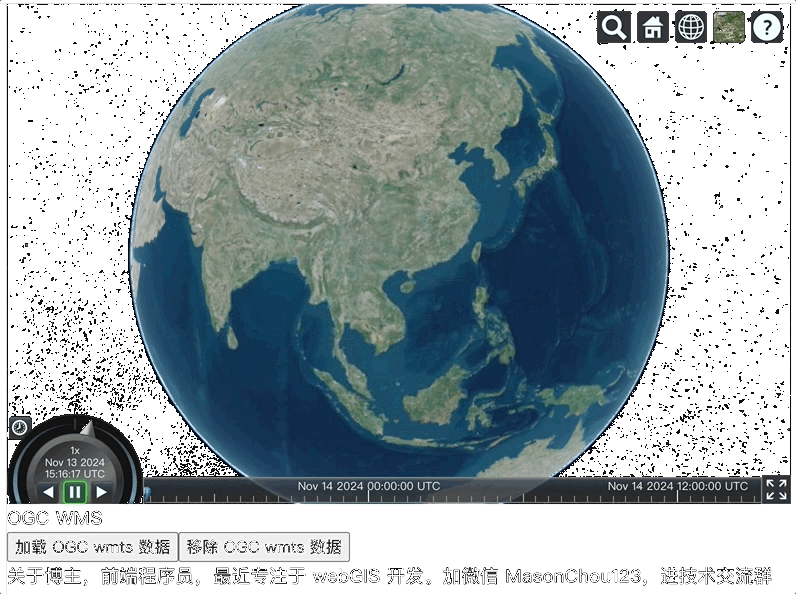 ?
1x
Nov 13 2024
15:16:17 UTC
Nov 14 2024 00:00:00 UTC
Nov 14 2024 12:00:00 UTC
OGC WMS
加载 OGC wmts 数据
移除 OGC wmts 数据
关于博主，前端程序员，最近专注于 webGIS 开发。加微信 MasonChou123，进技术交流群